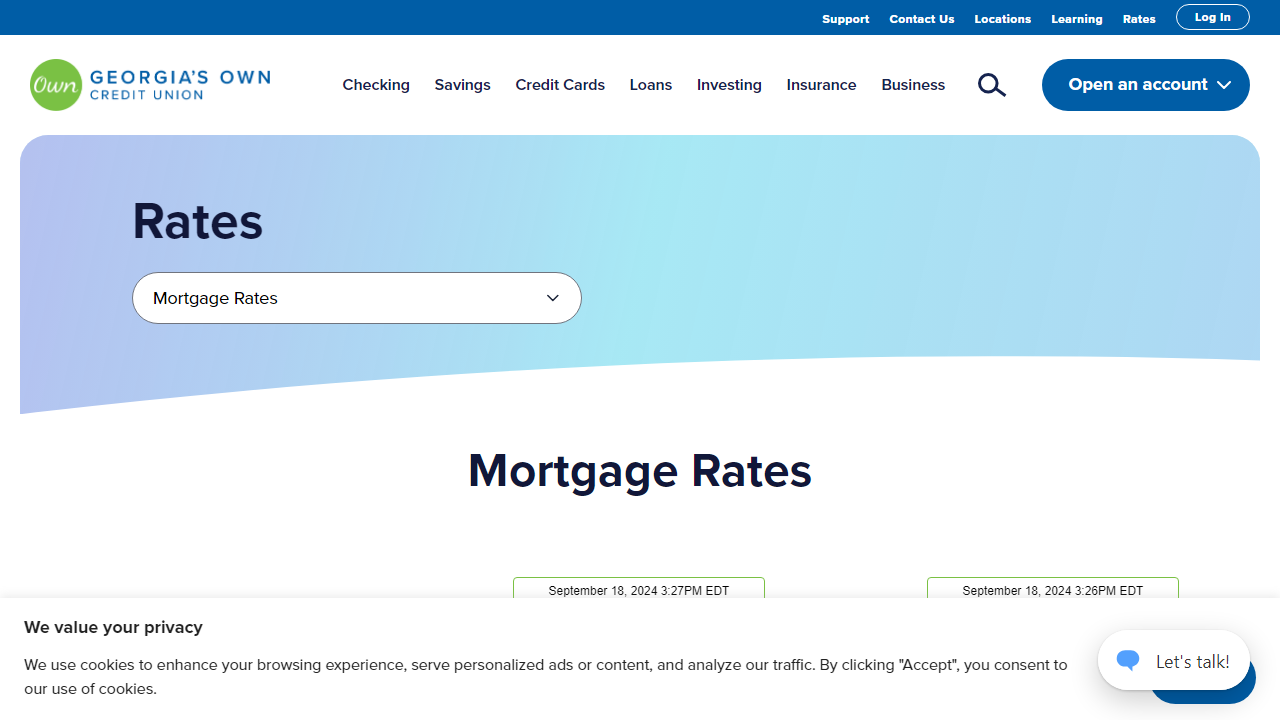 Support Contact Us Locations Learning Rates Log In
Own GEORGIA'S OWN
CREDIT UNION
Checking Savings Credit Cards Loans Investing Insurance Business Open an account
Rates
Mortgage Rates
Mortgage Rates
September 18, 2024 3:27PM EDT September 18, 2024 3:26PM EDT
We value your privacy
We use cookies to enhance your browsing experience, serve personalized ads or content, and analyze our traffic. By clicking "Accept", you consent to
our use of cookies.
Let's talk!